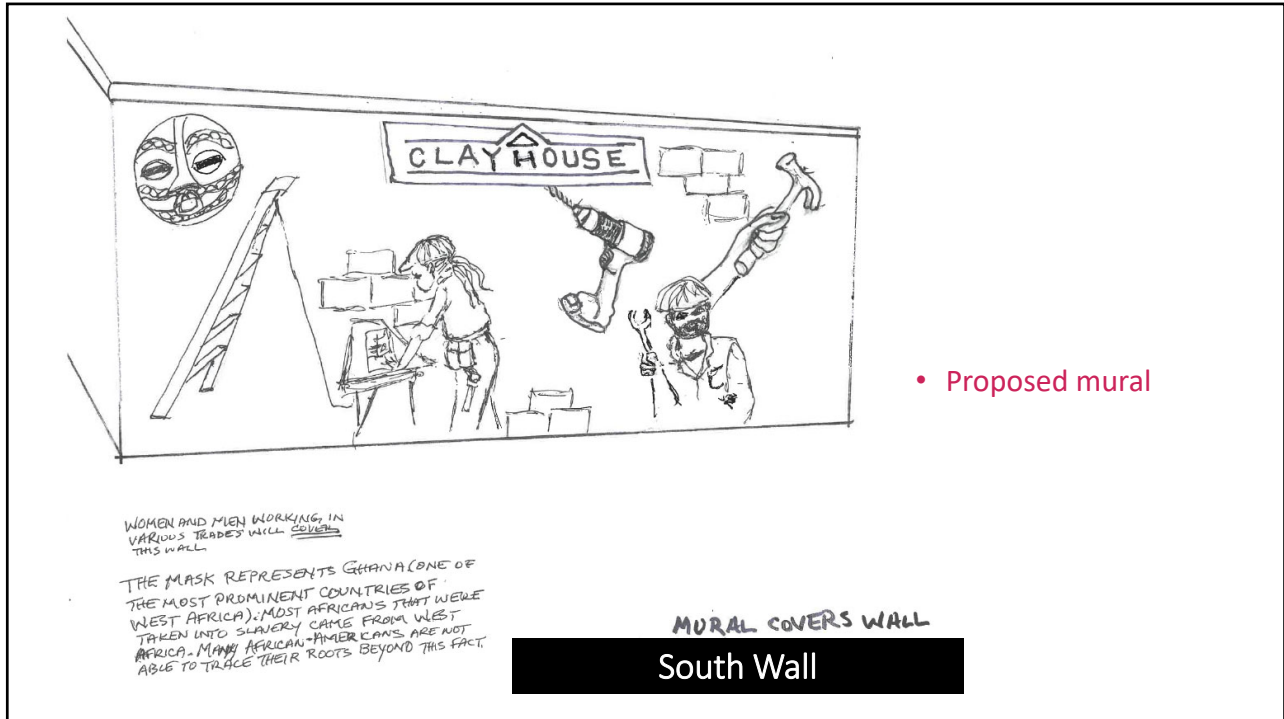 CLAY HOUSE
• Proposed mural
WOMEN AND MEN WORKING IN
VARIOUS TRADES WILL COVER
THIS WALL
THE MASK REPRESENTS GHANA (ONE OF
THE MOST PROMINENT COUNTRIES OF
WEST AFRICA). MOST AFRICANS THAT WERE
TAKEN INTO SLAVERY CAME FROM WEST
AFRICA. MANY AFRICAN-AMERICANS ARE NOT
ABLE TO TRACE THEIR ROOTS BEYOND THIS FACT.
MURAL COVERS WALL
South Wall